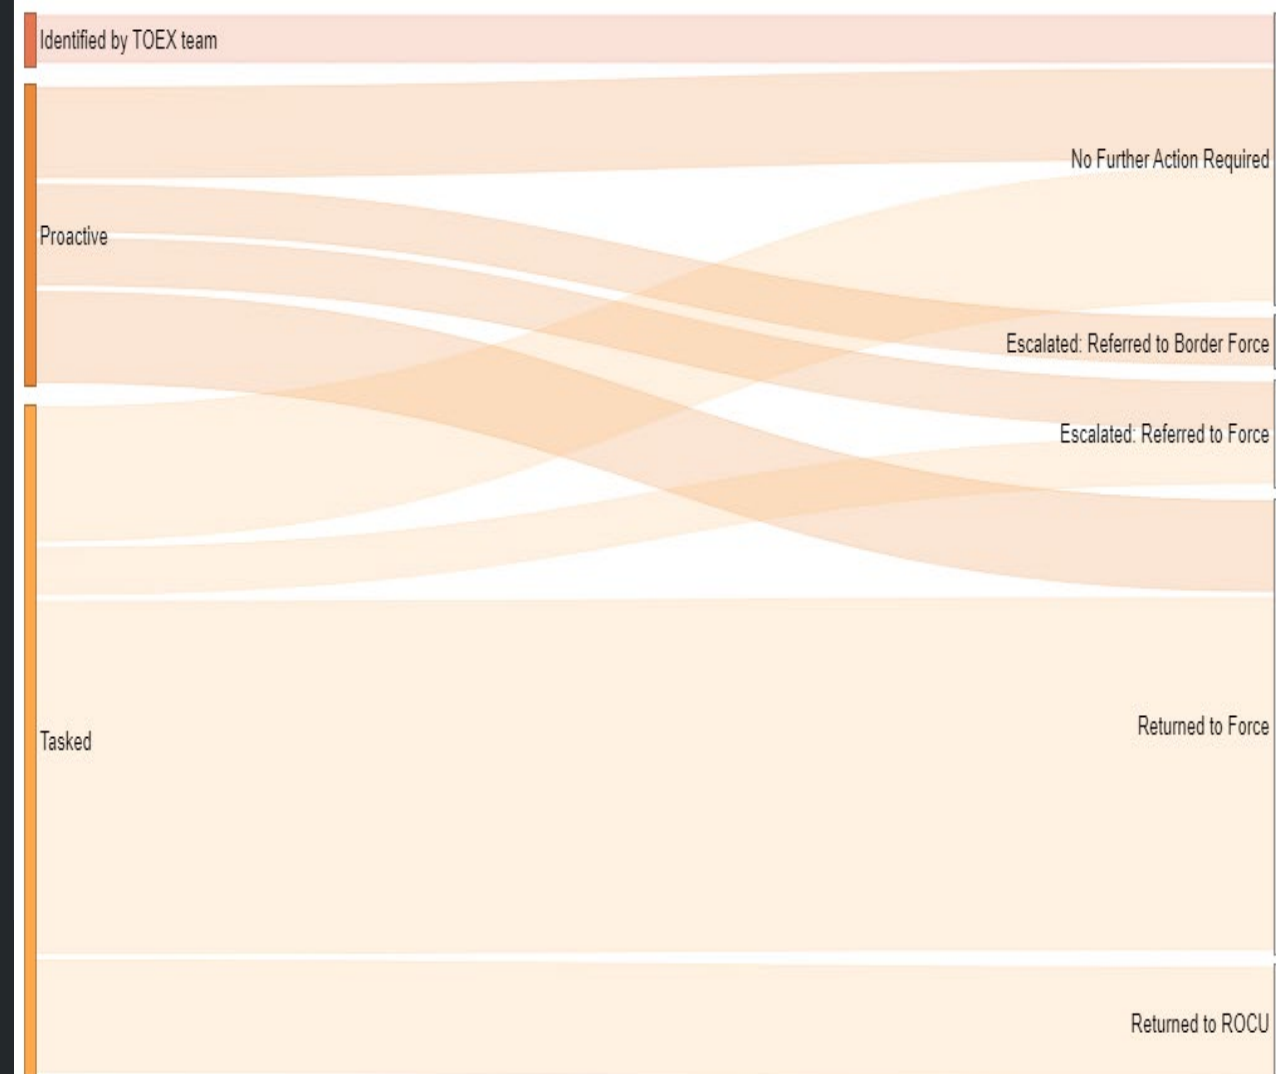 Identified by TOEX team
No Further Action Required
Proactive
Escalated: Referred to Border Force
Escalated: Referred to Force
Returned to Force
Tasked
Returned to ROCU